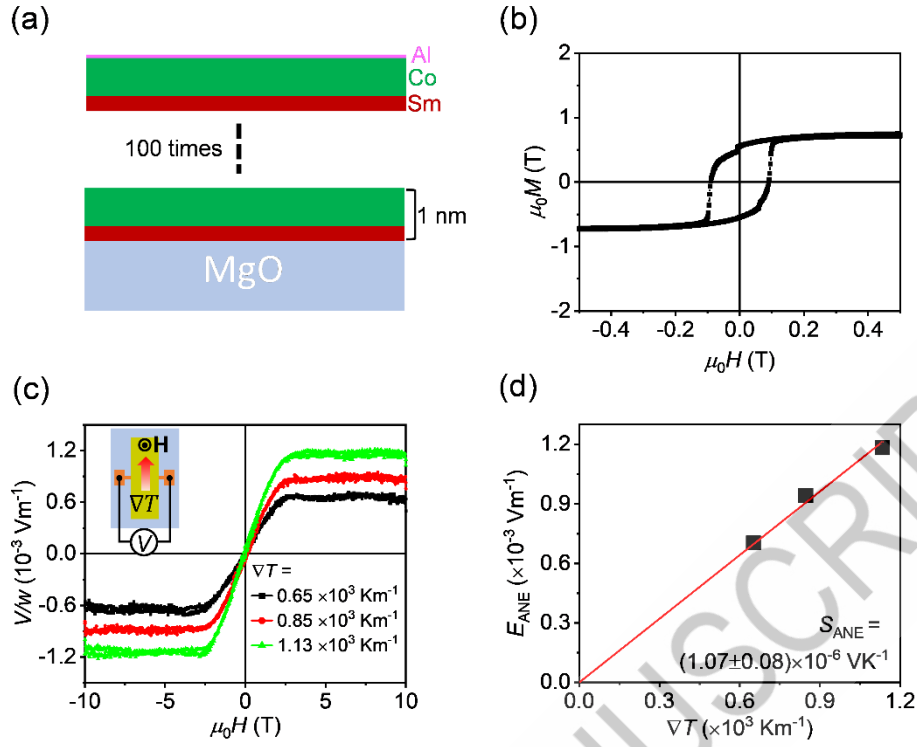 (a)
Al
Co
Sm
100 times
1 nm
MgO
(b)
2
1
0
-1
-2
μ₀M (T)
-0.4 -0.2 0.0 0.2 0.4
μ₀H (T)
(c)
1.2
0.6
0.0
-0.6
-1.2
V/w (10⁻³ Vm⁻¹)
H
∇T
V
∇T =
0.65 ×10³ Km⁻¹
0.85 ×10³ Km⁻¹
1.13 ×10³ Km⁻¹
-10 -5 0 5 10
μ₀H (T)
(d)
1.2
0.9
0.6
0.3
0.0
E_ANE (×10⁻³ Vm⁻¹)
S_ANE =
(1.07±0.08)×10⁻⁶ VK⁻¹
0.0 0.3 0.6 0.9 1.2
∇T (×10³ Km⁻¹)